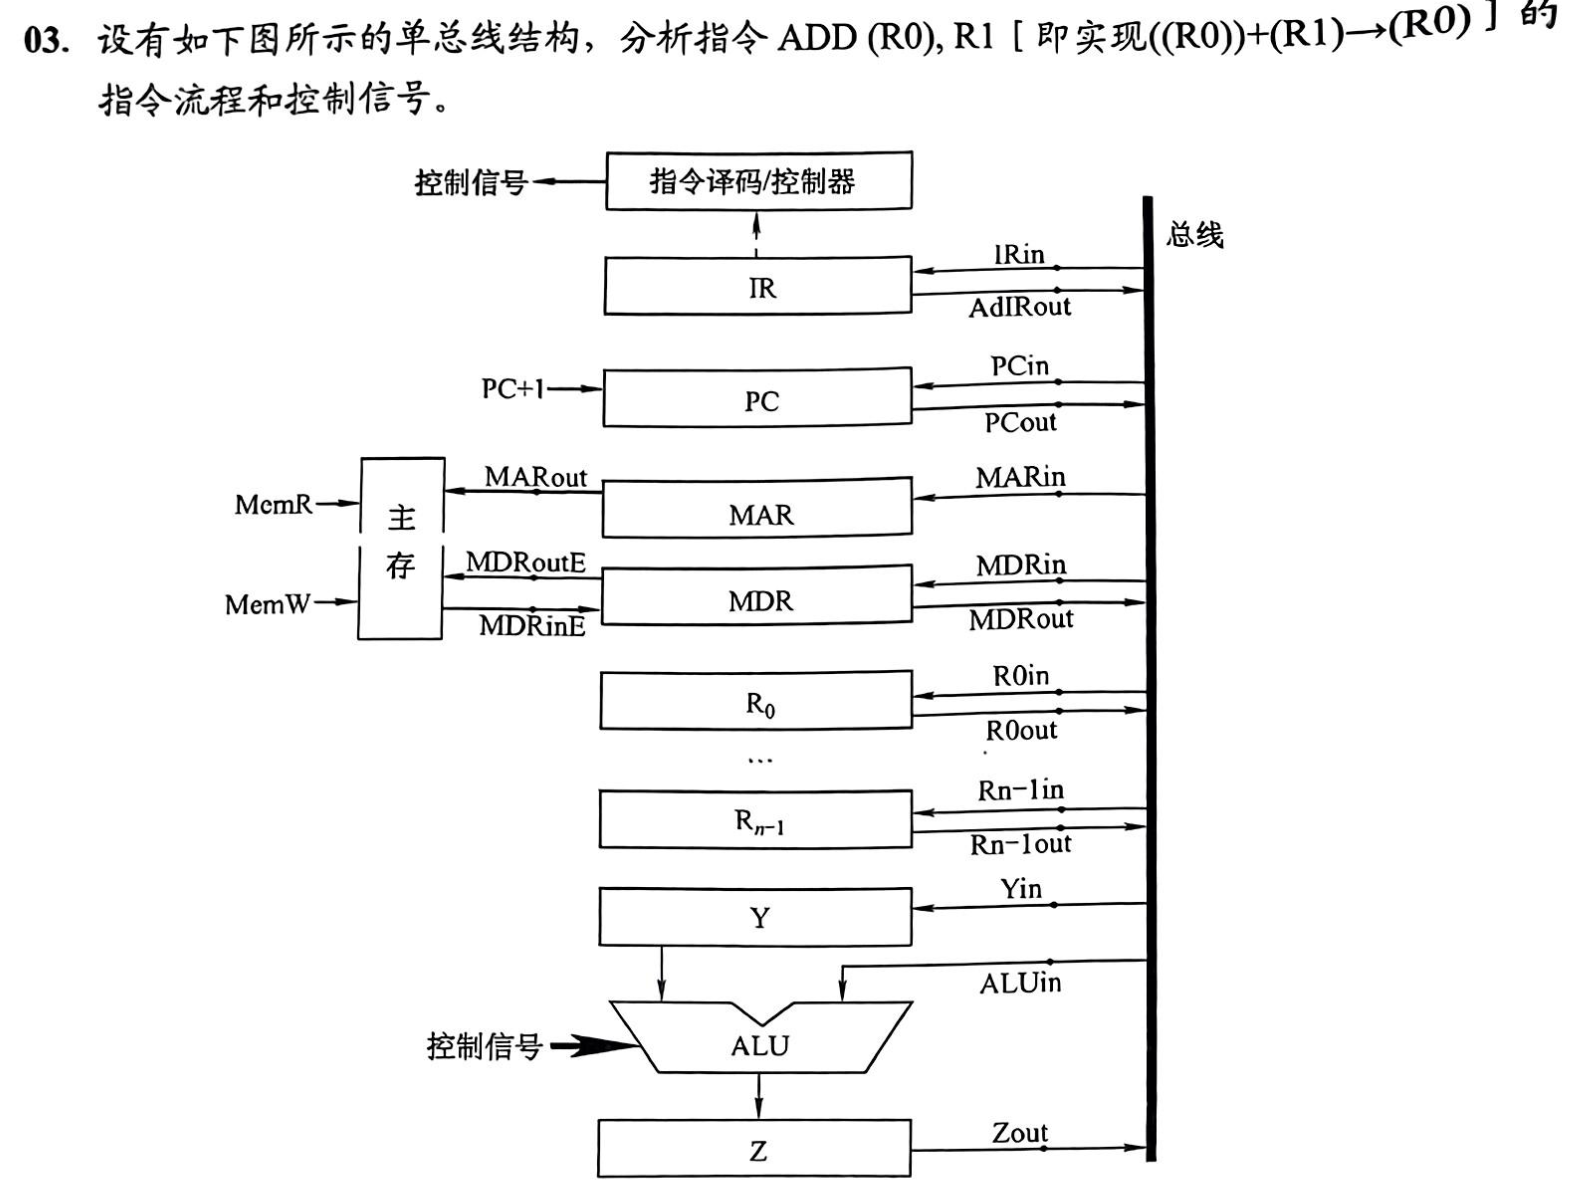 03. 设有如下图所示的单总线结构，分析指令 ADD (R0), R1 [ 即实现((R0))+(R1)→(R0) ] 的
指令流程和控制信号。
控制信号
指令译码/控制器
总线
IRin
IR
AdIRout
PCin
PC+1
PC
PCout
MARout
MARin
MemR
主
MAR
存
MDRoutE
MDRin
MemW
MDR
MDRinE
MDRout
R0in
R0
R0out
...
Rn-1in
Rn-1
Rn-1out
Yin
Y
ALUin
控制信号
ALU
Zout
Z